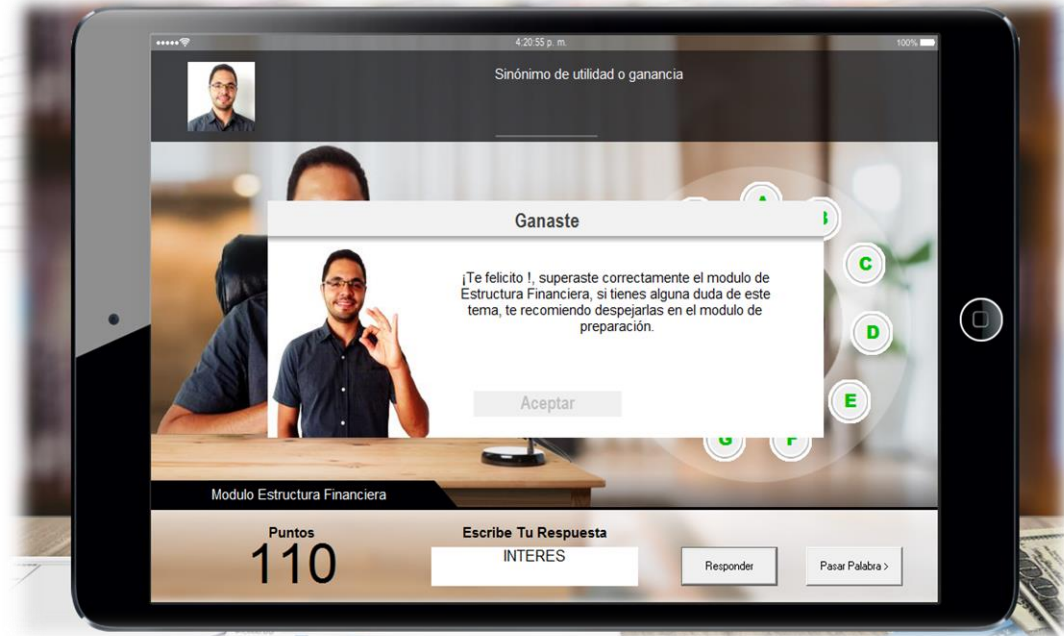 4:20:55 p. m.
100%
Sinónimo de utilidad o ganancia
A
B
C
D
E
F
G
Ganaste
¡Te felicito !, superaste correctamente el modulo de
Estructura Financiera, si tienes alguna duda de este
tema, te recomiendo despejarlas en el modulo de
preparación.
Aceptar
Modulo Estructura Financiera
Puntos
110
Escribe Tu Respuesta
INTERES
Responder
Pasar Palabra >